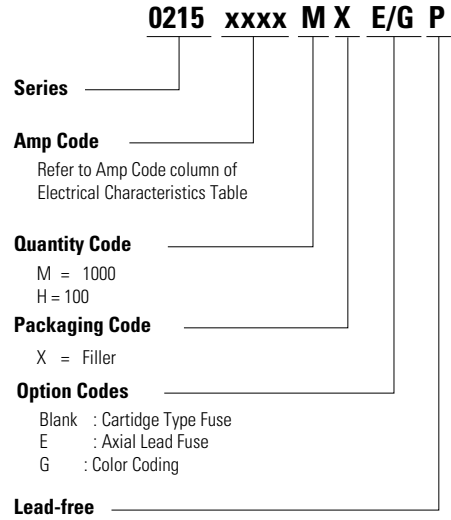 0215 xxxx M X E/G P
Series
Amp Code
Refer to Amp Code column of
Electrical Characteristics Table
Quantity Code
M = 1000
H = 100
Packaging Code
X = Filler
Option Codes
Blank : Cartidge Type Fuse
E : Axial Lead Fuse
G : Color Coding
Lead-free